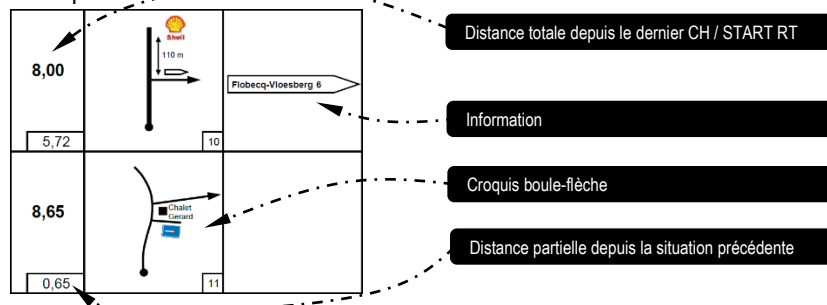 Distance totale depuis le dernier CH / START RT
8,00
Shell
110 m
Flobecq-Vloesberg 6
5,72
10
Information
8,65
Chalet
Gerard
0,65
11
Croquis boule-flèche
Distance partielle depuis la situation précédente